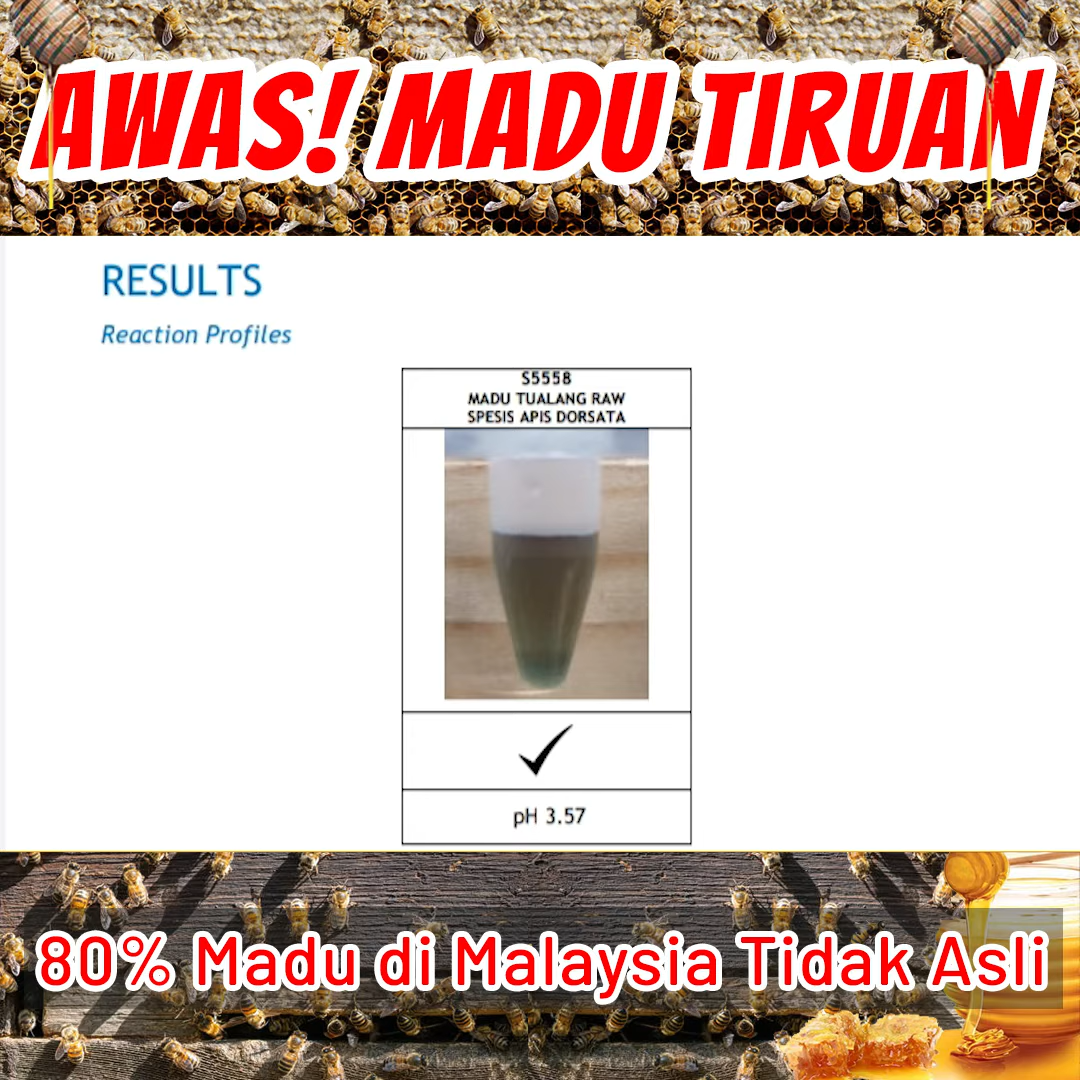 AWAS! MADU TIRUAN
RESULTS
Reaction Profiles
S5558
MADU TUALANG RAW
SPESIS APIS DORSATA
pH 3.57
80% Madu di Malaysia Tidak Asli